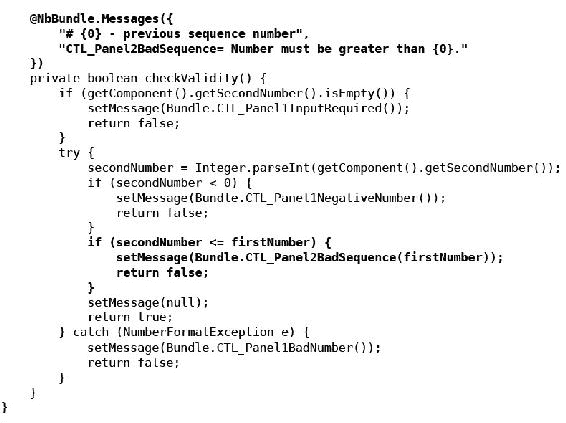 @NbBundle.Messages({
"# {0} - previous sequence number",
"CTL_Panel2BadSequence= Number must be greater than {0}."
})
private boolean checkValidity() {
if (getComponent().getSecondNumber().isEmpty()) {
setMessage(Bundle.CTL_Panel1InputRequired());
return false;
}
try {
secondNumber = Integer.parseInt(getComponent().getSecondNumber());
if (secondNumber < 0) {
setMessage(Bundle.CTL_Panel1NegativeNumber());
return false;
}
if (secondNumber <= firstNumber) {
setMessage(Bundle.CTL_Panel2BadSequence(firstNumber));
return false;
}
setMessage(null);
return true;
} catch (NumberFormatException e) {
setMessage(Bundle.CTL_Panel1BadNumber());
return false;
}
}
}